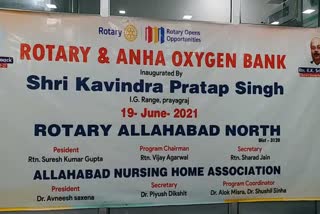 Rotary
Rotary Opens
Opportunities
ROTARY & ANHA OXYGEN BANK
Inaugurated By
Shri Kavindra Pratap Singh
I.G. Range, prayagraj
19- June- 2021
ROTARY ALLAHABAD NORTH
Dist - 3120
President
Program Chairman
Secretary
Rtn. Suresh Kumar Gupta
Rtn. Vijay Agarwal
Rtn. Sharad Jain
ALLAHABAD NURSING HOME ASSOCIATION
President
Secretary
Program Coordinator
Dr. Avneesh saxena
Dr. Piyush Dikshit
Dr. Alok Misra, Dr. Shushil Sinha